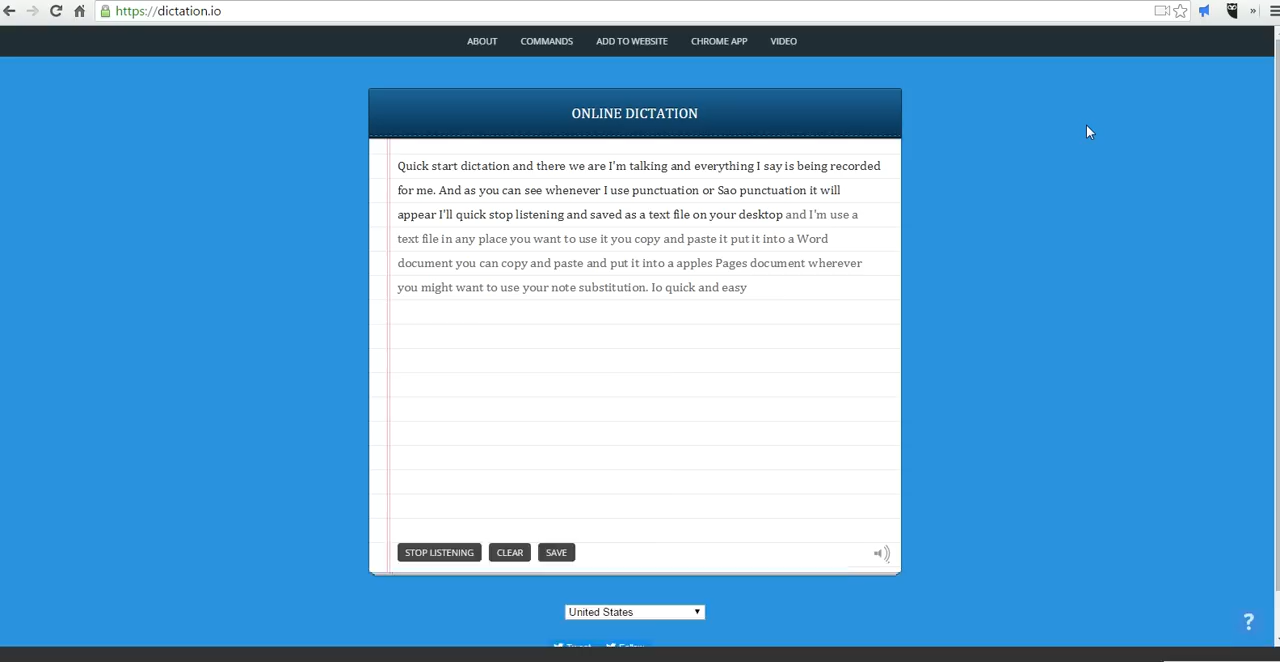 https://dictation.io
»
ABOUT COMMANDS ADD TO WEBSITE CHROME APP VIDEO
ONLINE DICTATION
Quick start dictation and there we are I'm talking and everything I say is being recorded
for me. And as you can see whenever I use punctuation or Sao punctuation it will
appear I'll quick stop listening and saved as a text file on your desktop and I'm use a
text file in any place you want to use it you copy and paste it put it into a Word
document you can copy and paste and put it into a apples Pages document wherever
you might want to use your note substitution. Io quick and easy
STOP LISTENING CLEAR SAVE
United States
?
Tweet Follow